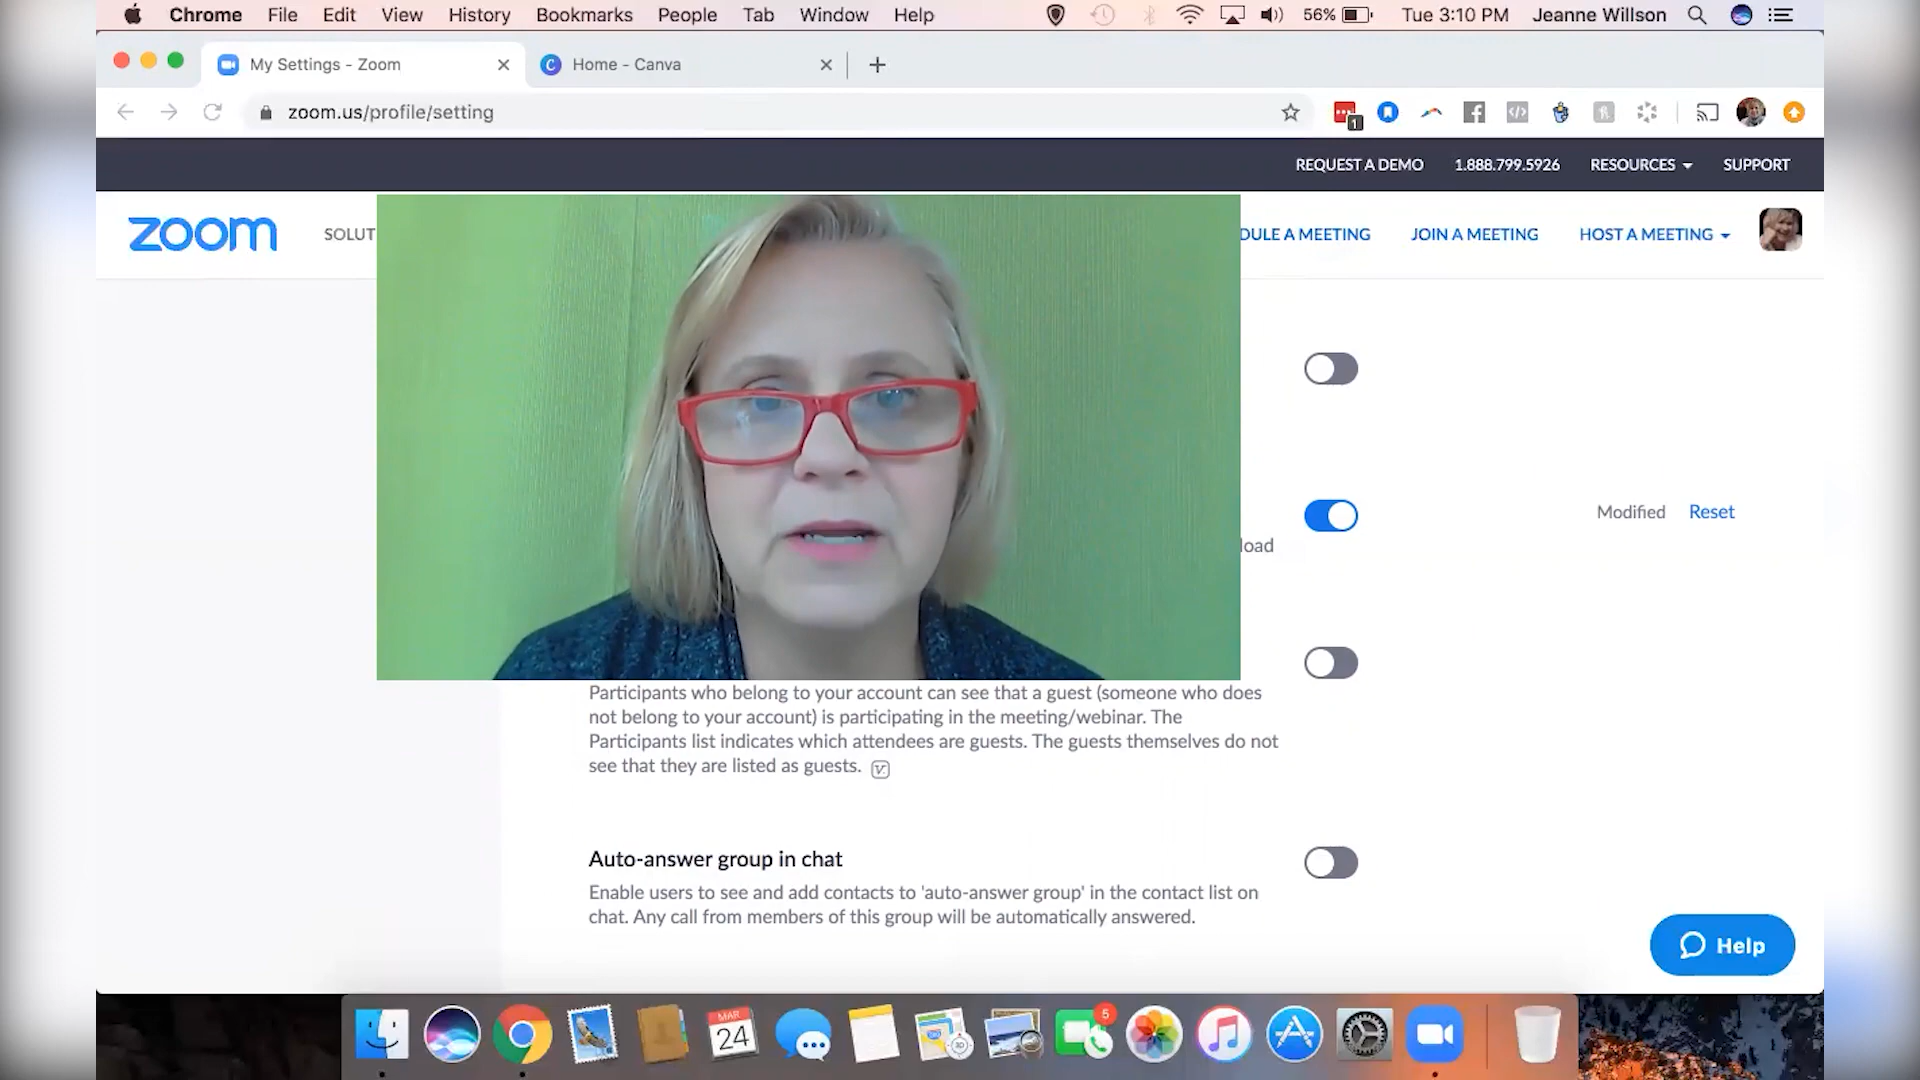 Chrome File Edit View History Bookmarks People Tab Window Help 56% Tue 3:10 PM Jeanne Willson
My Settings - Zoom Home - Canva
zoom.us/profile/setting
1
REQUEST A DEMO 1.888.799.5926 RESOURCES SUPPORT
zoom SOLUT DULE A MEETING JOIN A MEETING HOST A MEETING
Modified Reset
load
Participants who belong to your account can see that a guest (someone who does
not belong to your account) is participating in the meeting/webinar. The
Participants list indicates which attendees are guests. The guests themselves do not
see that they are listed as guests.
Auto-answer group in chat
Enable users to see and add contacts to 'auto-answer group' in the contact list on
chat. Any call from members of this group will be automatically answered.
Help
MAR
24
5